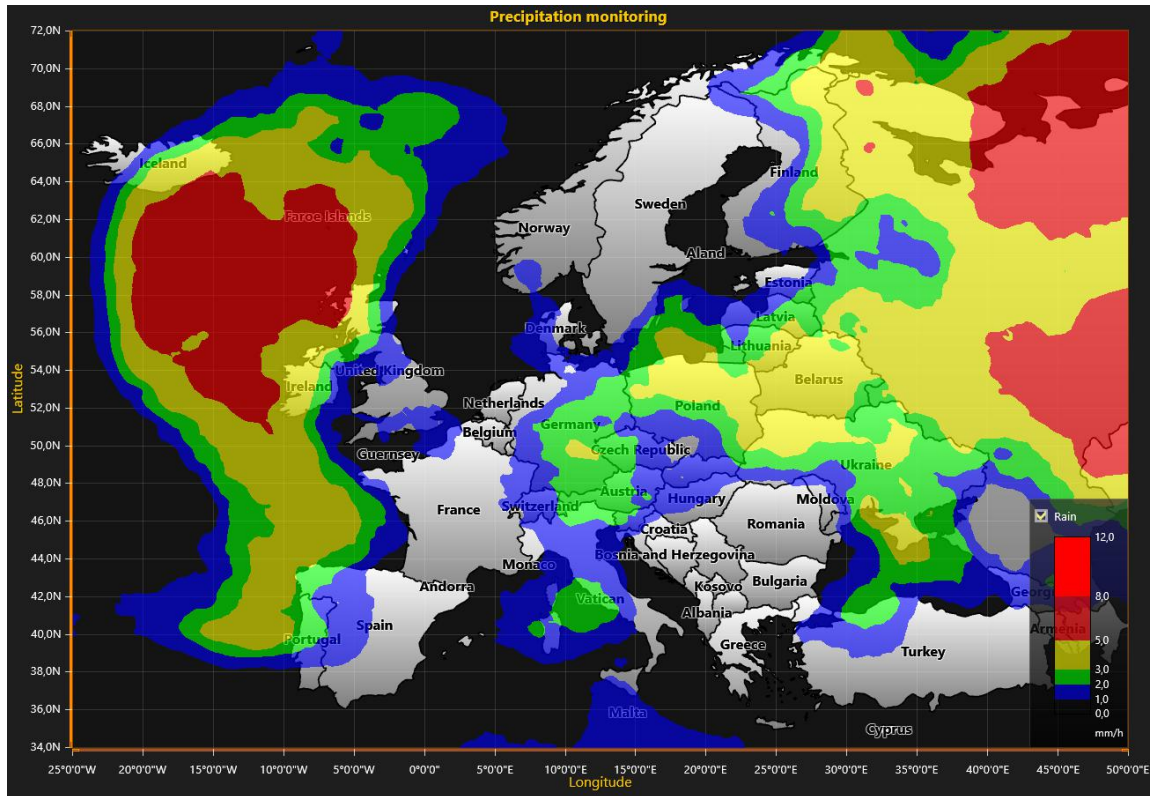 Precipitation monitoring
72,0N
70,0N
68,0N
66,0N
64,0N
62,0N
60,0N
58,0N
56,0N
54,0N
52,0N
50,0N
48,0N
46,0N
44,0N
42,0N
40,0N
38,0N
36,0N
34,0N
Latitude
Iceland
Faroe Islands
Finland
Sweden
Norway
Aland
Estonia
Denmark
Latvia
Lithuania
United Kingdom
Ireland
Belarus
Netherlands
Poland
Germany
Belgium
Guernsey
Czech Republic
Ukraine
Austria
Hungary
Moldova
Switzerland
France
Croatia
Romania
Bosnia and Herzegovina
Monaco
Andorra
Kosovo
Bulgaria
Vatican
Albania
Spain
Portugal
Greece
Turkey
Georgia
Armenia
Malta
Cyprus
Rain
12,0
8,0
5,0
3,0
2,0
1,0
0,0
mm/h
25°0'0"W
20°0'0"W
15°0'0"W
10°0'0"W
5°0'0"W
0°0'0"
5°0'0"E
10°0'0"E
15°0'0"E
20°0'0"E
25°0'0"E
30°0'0"E
35°0'0"E
40°0'0"E
45°0'0"E
50°0'0"E
Longitude